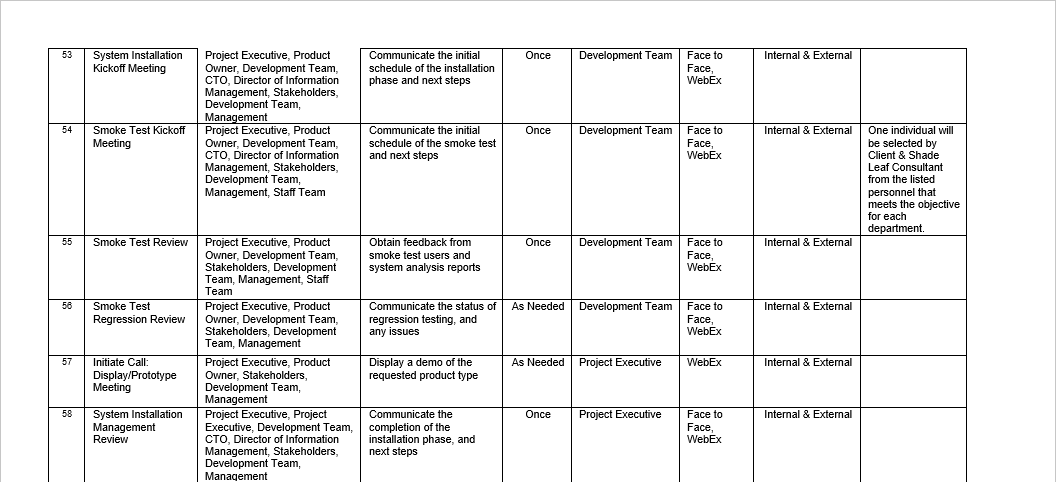 53 System Installation Project Executive, Product Communicate the initial Once Development Team Face to Internal & External
Kickoff Meeting Owner, Development Team, schedule of the installation Face,
CTO, Director of Information phase and next steps WebEx
Management, Stakeholders,
Development Team,
Management
54 Smoke Test Kickoff Project Executive, Product Communicate the initial Once Development Team Face to Internal & External One individual will
Meeting Owner, Development Team, schedule of the smoke test Face, be selected by
CTO, Director of Information and next steps WebEx Client & Shade
Management, Stakeholders, Leaf Consultant
Development Team, from the listed
Management, Staff Team personnel that
meets the objective
for each
department.
55 Smoke Test Review Project Executive, Product Obtain feedback from Once Development Team Face to Internal & External
Owner, Development Team, smoke test users and Face,
Stakeholders, Development system analysis reports WebEx
Team, Management, Staff
Team
56 Smoke Test Project Executive, Product Communicate the status of As Needed Development Team Face to Internal & External
Regression Review Owner, Development Team, regression testing, and Face,
Stakeholders, Development any issues WebEx
Team, Management
57 Initiate Call: Project Executive, Product Display a demo of the As Needed Project Executive WebEx Internal & External
Display/Prototype Owner, Stakeholders, requested product type
Meeting Development Team,
Management
58 System Installation Project Executive, Project Communicate the Once Project Executive Face to Internal & External
Management Executive, Development Team, completion of the Face,
Review CTO, Director of Information installation phase, and WebEx
Management, Stakeholders, next steps
Development Team,
Management